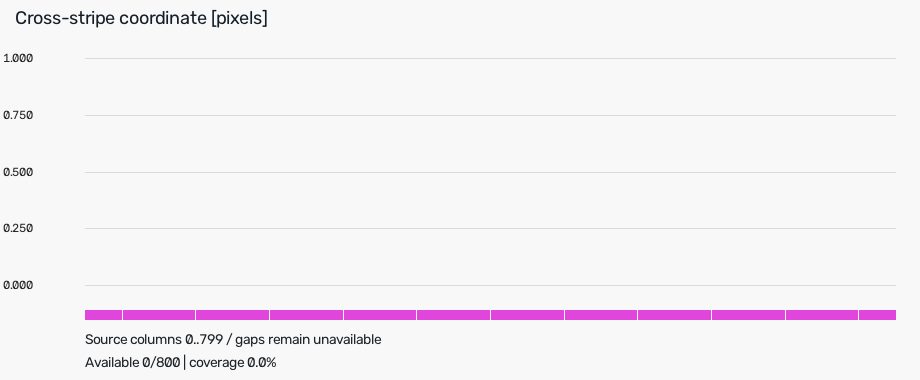 Cross-stripe coordinate [pixels]
1.000
0.750
0.500
0.250
0.000
Source columns 0..799 / gaps remain unavailable
Available 0/800 | coverage 0.0%